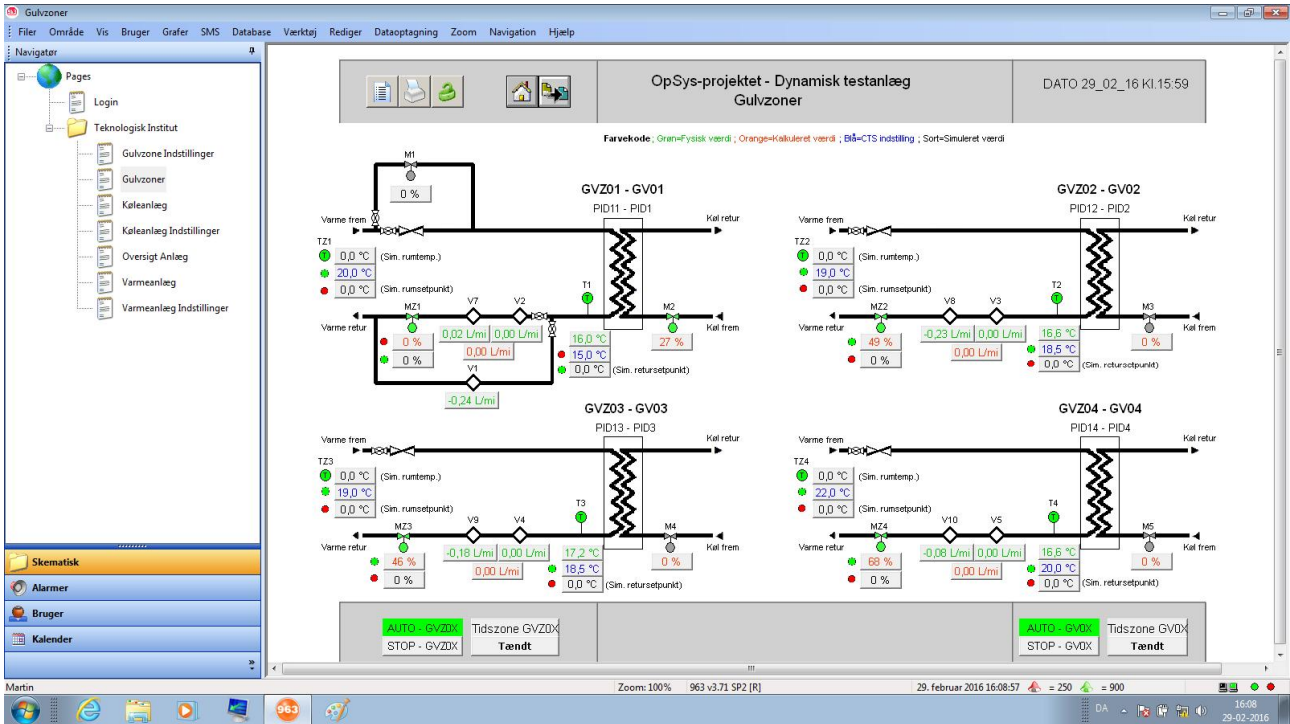 Gulvzoner
Filer Område Vis Bruger Grafer SMS Database Værktøj Rediger Dataoptagning Zoom Navigation Hjælp
Navigatør
Pages
Login
Teknologisk Institut
Gulvzone Indstillinger
Gulvzoner
Køleanlæg
Køleanlæg Indstillinger
Oversigt Anlæg
Varmeanlæg
Varmeanlæg Indstillinger
Skematisk
Alarmer
Bruger
Kalender
OpSys-projektet - Dynamisk testanlæg
Gulvzoner
DATO 29_02_16 Kl.15:59
Farvekode ; Grøn=Fysisk værdi ; Orange=Kalkuleret værdi ; Blå=CTS indstilling ; Sort=Simuleret værdi
M1
0 %
GVZ01 - GV01
PID11 - PID1
Varme frem
Køl retur
TZ1
T
0,0 °C (Sim. rumtemp.)
20,0 °C
0,0 °C (Sim. rumsetpunkt)
MZ1
V7
V2
T1
T
M2
Varme retur
Køl frem
0 %
0 %
0,02 L/mi 0,00 L/mi
0,00 L/mi
16,0 °C
15,0 °C
0,0 °C (Sim. retursetpunkt)
27 %
V1
-0,24 L/mi
GVZ02 - GV02
PID12 - PID2
Varme frem
Køl retur
TZ2
T
0,0 °C (Sim. rumtemp.)
19,0 °C
0,0 °C (Sim. rumsetpunkt)
MZ2
V8
V3
T2
T
M3
Varme retur
Køl frem
49 %
0 %
-0,23 L/mi 0,00 L/mi
0,00 L/mi
16,6 °C
18,5 °C
0,0 °C (Sim. retursetpunkt)
0 %
GVZ03 - GV03
PID13 - PID3
Varme frem
Køl retur
TZ3
T
0,0 °C (Sim. rumtemp.)
19,0 °C
0,0 °C (Sim. rumsetpunkt)
MZ3
V9
V4
T3
T
M4
Varme retur
Køl frem
46 %
0 %
-0,18 L/mi 0,00 L/mi
0,00 L/mi
17,2 °C
18,5 °C
0,0 °C (Sim. retursetpunkt)
0 %
GVZ04 - GV04
PID14 - PID4
Varme frem
Køl retur
TZ4
T
0,0 °C (Sim. rumtemp.)
22,0 °C
0,0 °C (Sim. rumsetpunkt)
MZ4
V10
V5
T4
T
M5
Varme retur
Køl frem
68 %
0 %
-0,08 L/mi 0,00 L/mi
0,00 L/mi
16,6 °C
20,0 °C
0,0 °C (Sim. retursetpunkt)
0 %
AUTO - GVZ0X
STOP - GVZ0X
Tidszone GVZ0X
Tændt
AUTO - GV0X
STOP - GV0X
Tidszone GV0X
Tændt
Martin
Zoom: 100% 963 v3.71 SP2 [R] 29. februar 2016 16:08:57 = 250 = 900
963
DA
16:08
29-02-2016